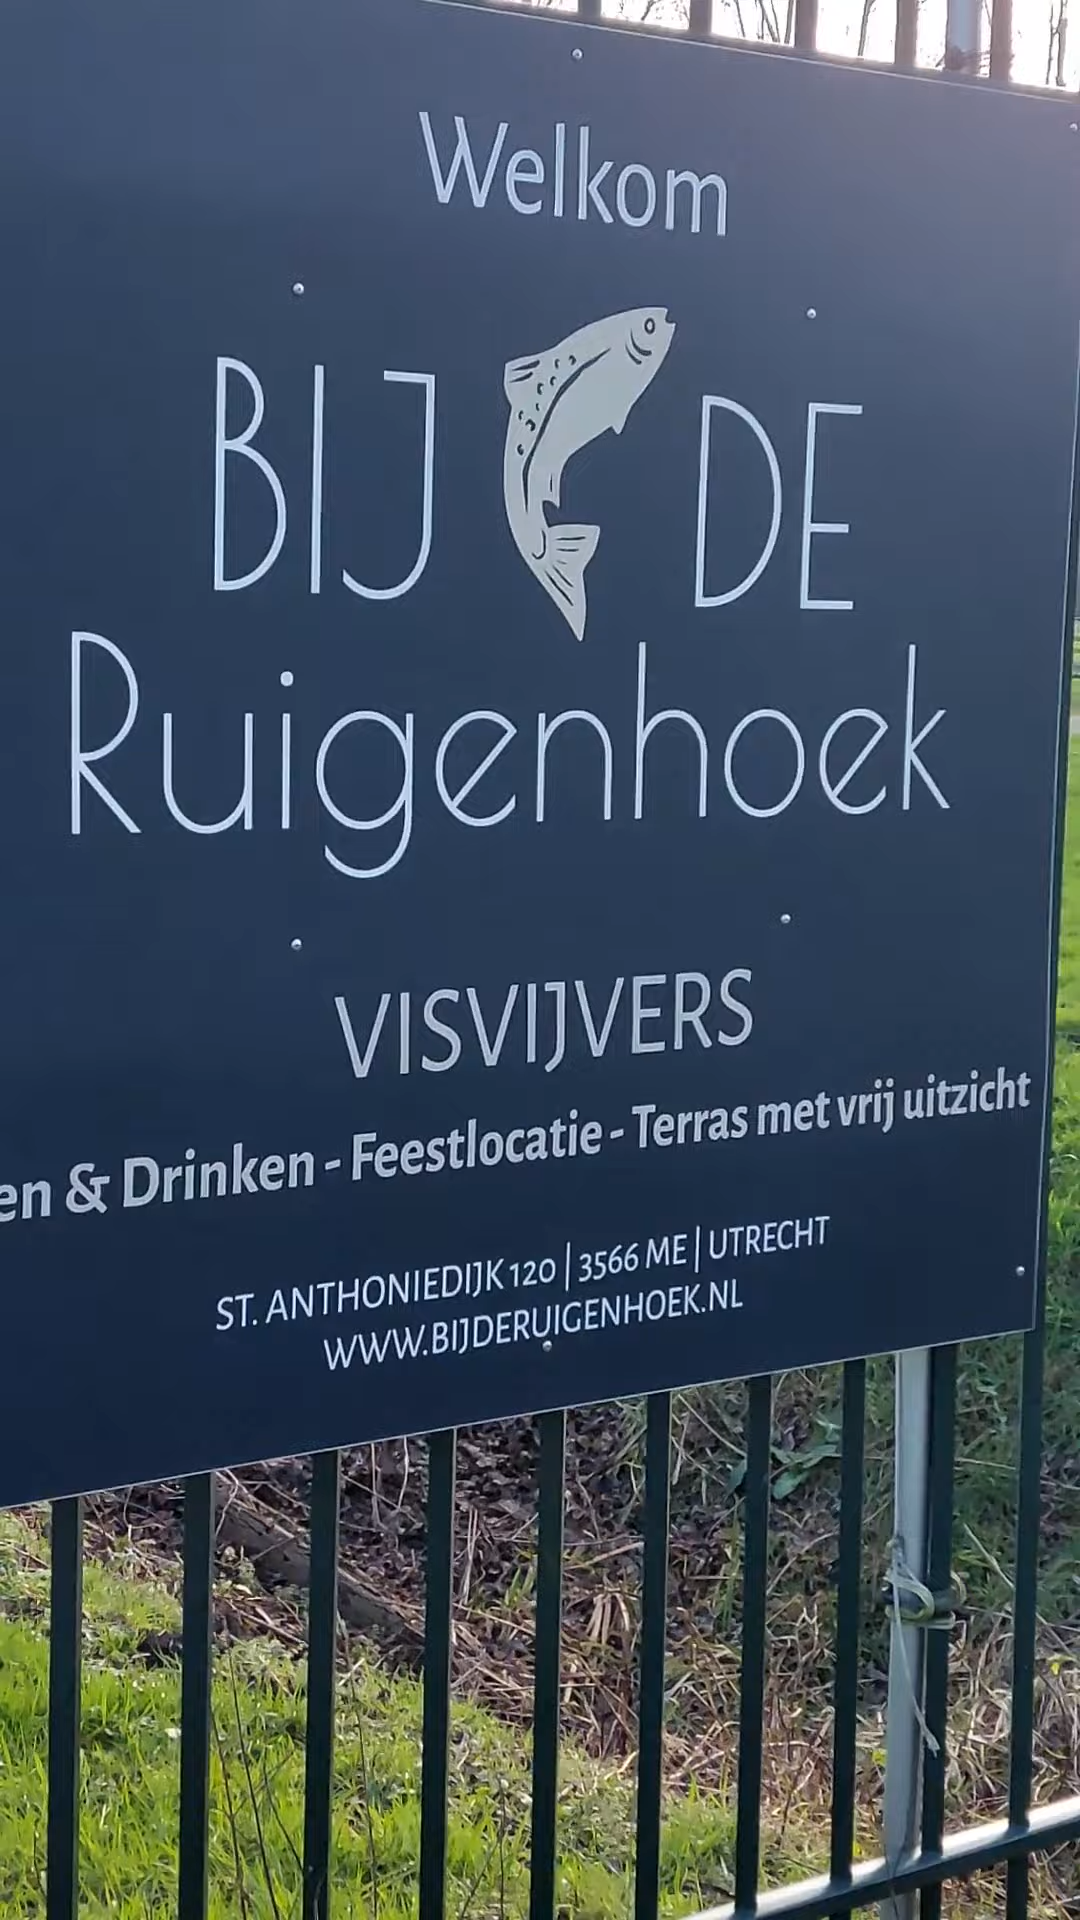 Welkom
BIJ DE
Ruigenhoek
VISVIJVERS
en & Drinken - Feestlocatie - Terras met vrij uitzicht
ST. ANTHONIEDIJK 120 | 3566 ME | UTRECHT
WWW.BIJDERUIGENHOEK.NL